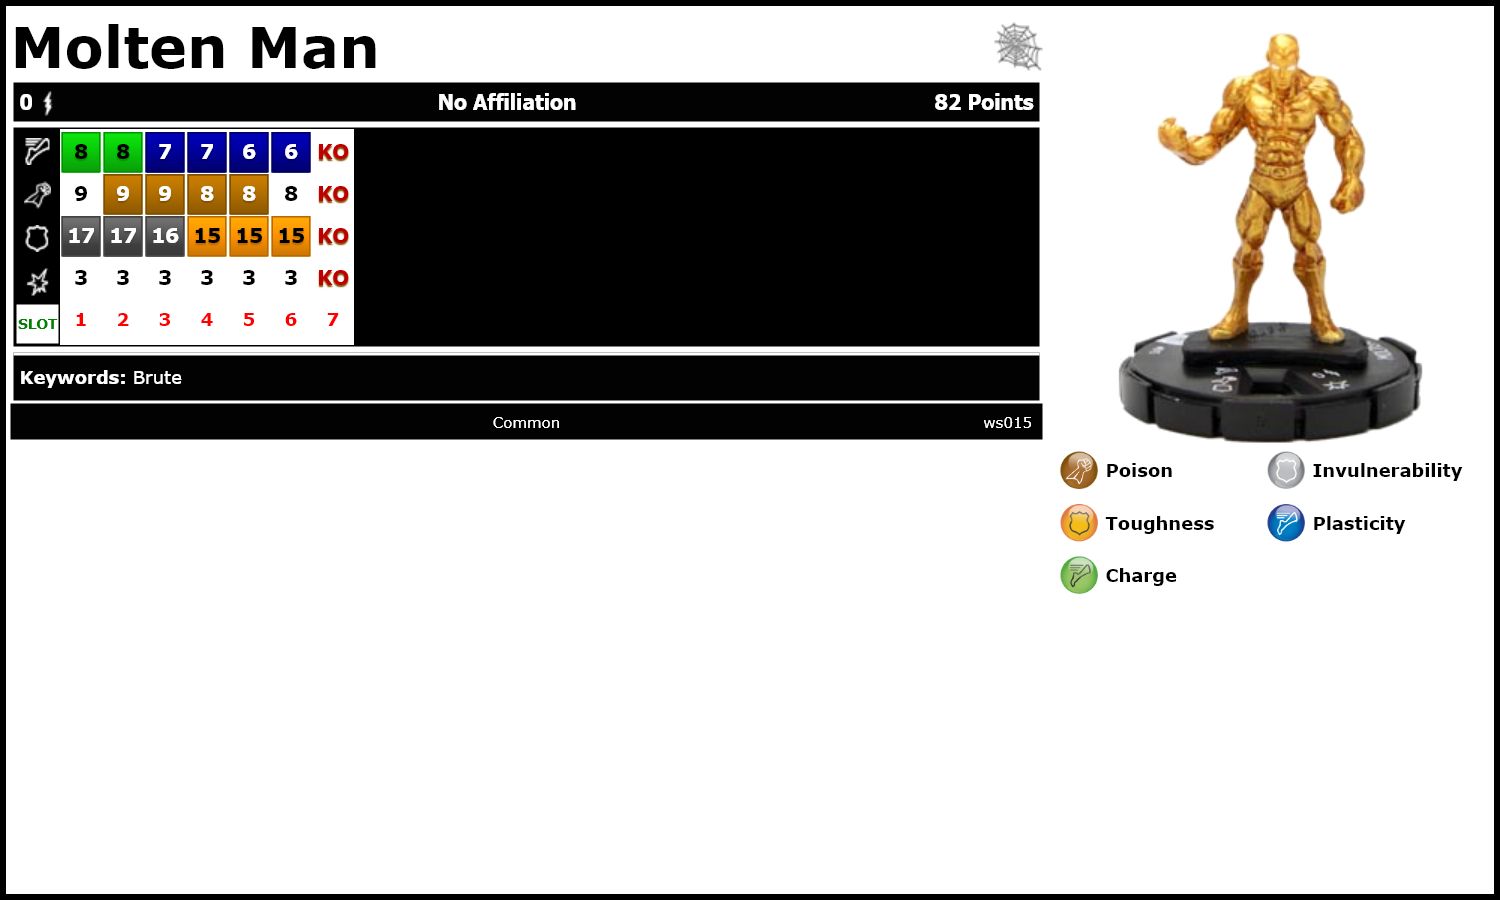 Molten Man
0 No Affiliation 82 Points
8 8 7 7 6 6 KO
9 9 9 8 8 8 KO
17 17 16 15 15 15 KO
3 3 3 3 3 3 KO
SLOT 1 2 3 4 5 6 7
Keywords: Brute
Common ws015
Poison Invulnerability
Toughness Plasticity
Charge